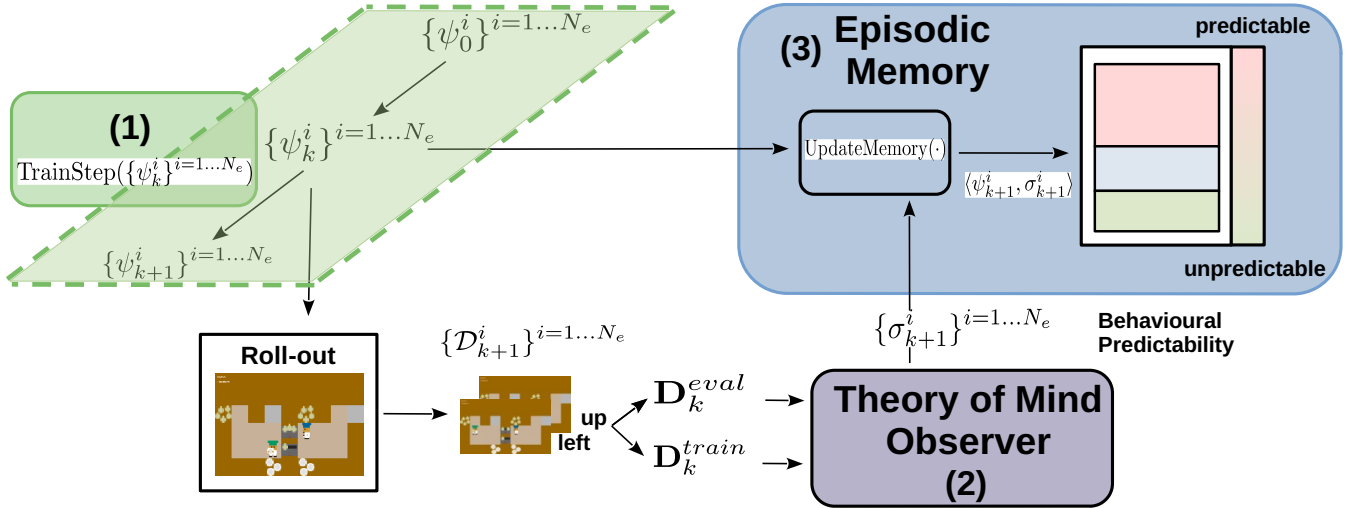 {ψ_0^i}^{i=1…N_e}
(1)
TrainStep({ψ_k^i}^{i=1…N_e})
{ψ_k^i}^{i=1…N_e}
{ψ_{k+1}^i}^{i=1…N_e}
(3) Episodic
Memory
UpdateMemory(·)
⟨ψ_{k+1}^i, σ_{k+1}^i⟩
predictable
unpredictable
Roll-out
{𝒟_{k+1}^i}^{i=1…N_e}
up
left
𝐃_k^{eval}
𝐃_k^{train}
{σ_{k+1}^i}^{i=1…N_e}
Behavioural
Predictability
Theory of Mind
Observer
(2)